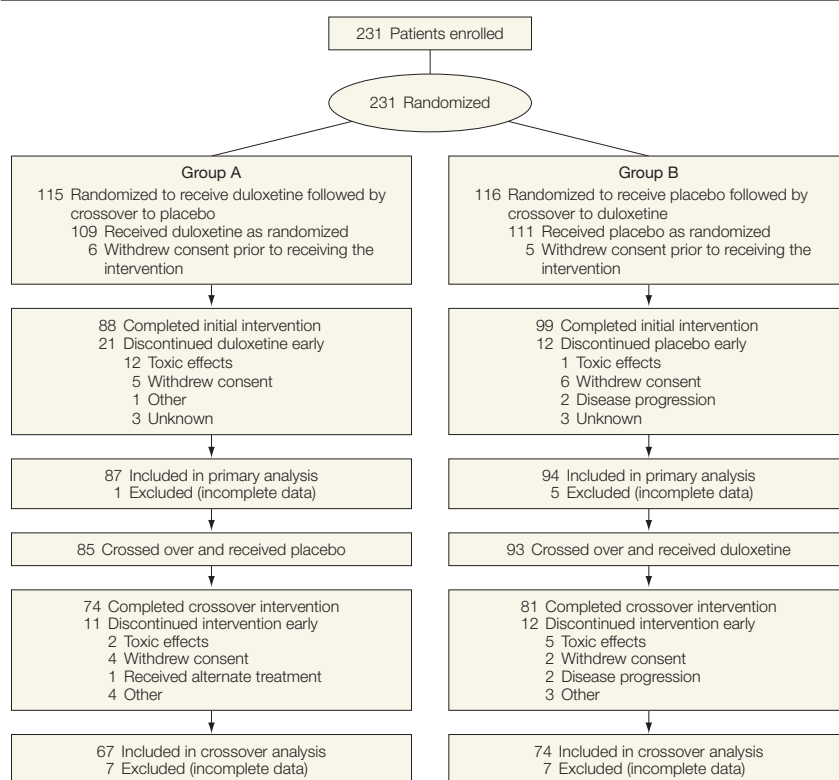 231 Patients enrolled
231 Randomized
Group A
115 Randomized to receive duloxetine followed by
crossover to placebo
109 Received duloxetine as randomized
6 Withdrew consent prior to receiving the
intervention
Group B
116 Randomized to receive placebo followed by
crossover to duloxetine
111 Received placebo as randomized
5 Withdrew consent prior to receiving the
intervention
88 Completed initial intervention
21 Discontinued duloxetine early
12 Toxic effects
5 Withdrew consent
1 Other
3 Unknown
99 Completed initial intervention
12 Discontinued placebo early
1 Toxic effects
6 Withdrew consent
2 Disease progression
3 Unknown
87 Included in primary analysis
1 Excluded (incomplete data)
94 Included in primary analysis
5 Excluded (incomplete data)
85 Crossed over and received placebo
93 Crossed over and received duloxetine
74 Completed crossover intervention
11 Discontinued intervention early
2 Toxic effects
4 Withdrew consent
1 Received alternate treatment
4 Other
81 Completed crossover intervention
12 Discontinued intervention early
5 Toxic effects
2 Withdrew consent
2 Disease progression
3 Other
67 Included in crossover analysis
7 Excluded (incomplete data)
74 Included in crossover analysis
7 Excluded (incomplete data)